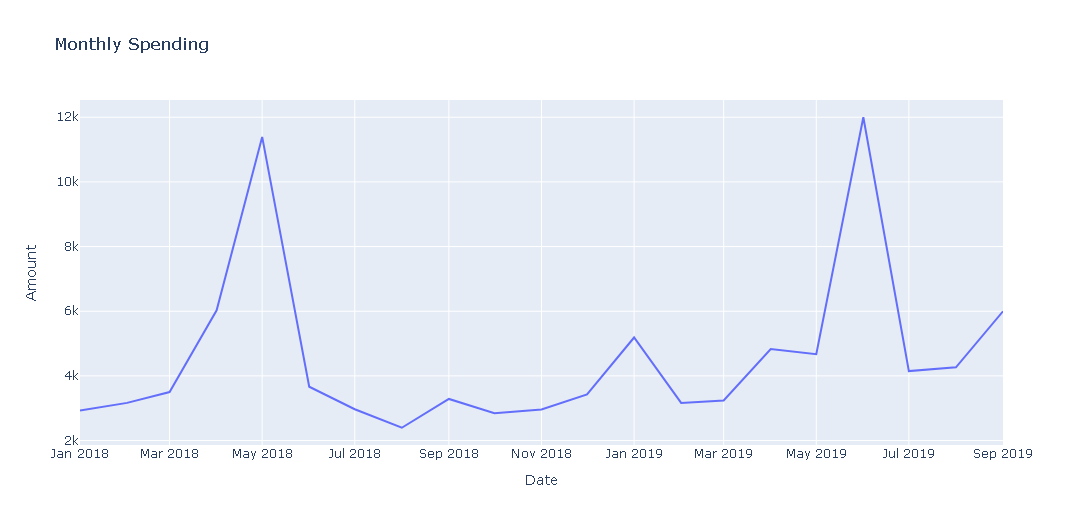 Monthly Spending
12k
10k
8k
6k
4k
2k
Amount
Jan 2018 Mar 2018 May 2018 Jul 2018 Sep 2018 Nov 2018 Jan 2019 Mar 2019 May 2019 Jul 2019 Sep 2019
Date